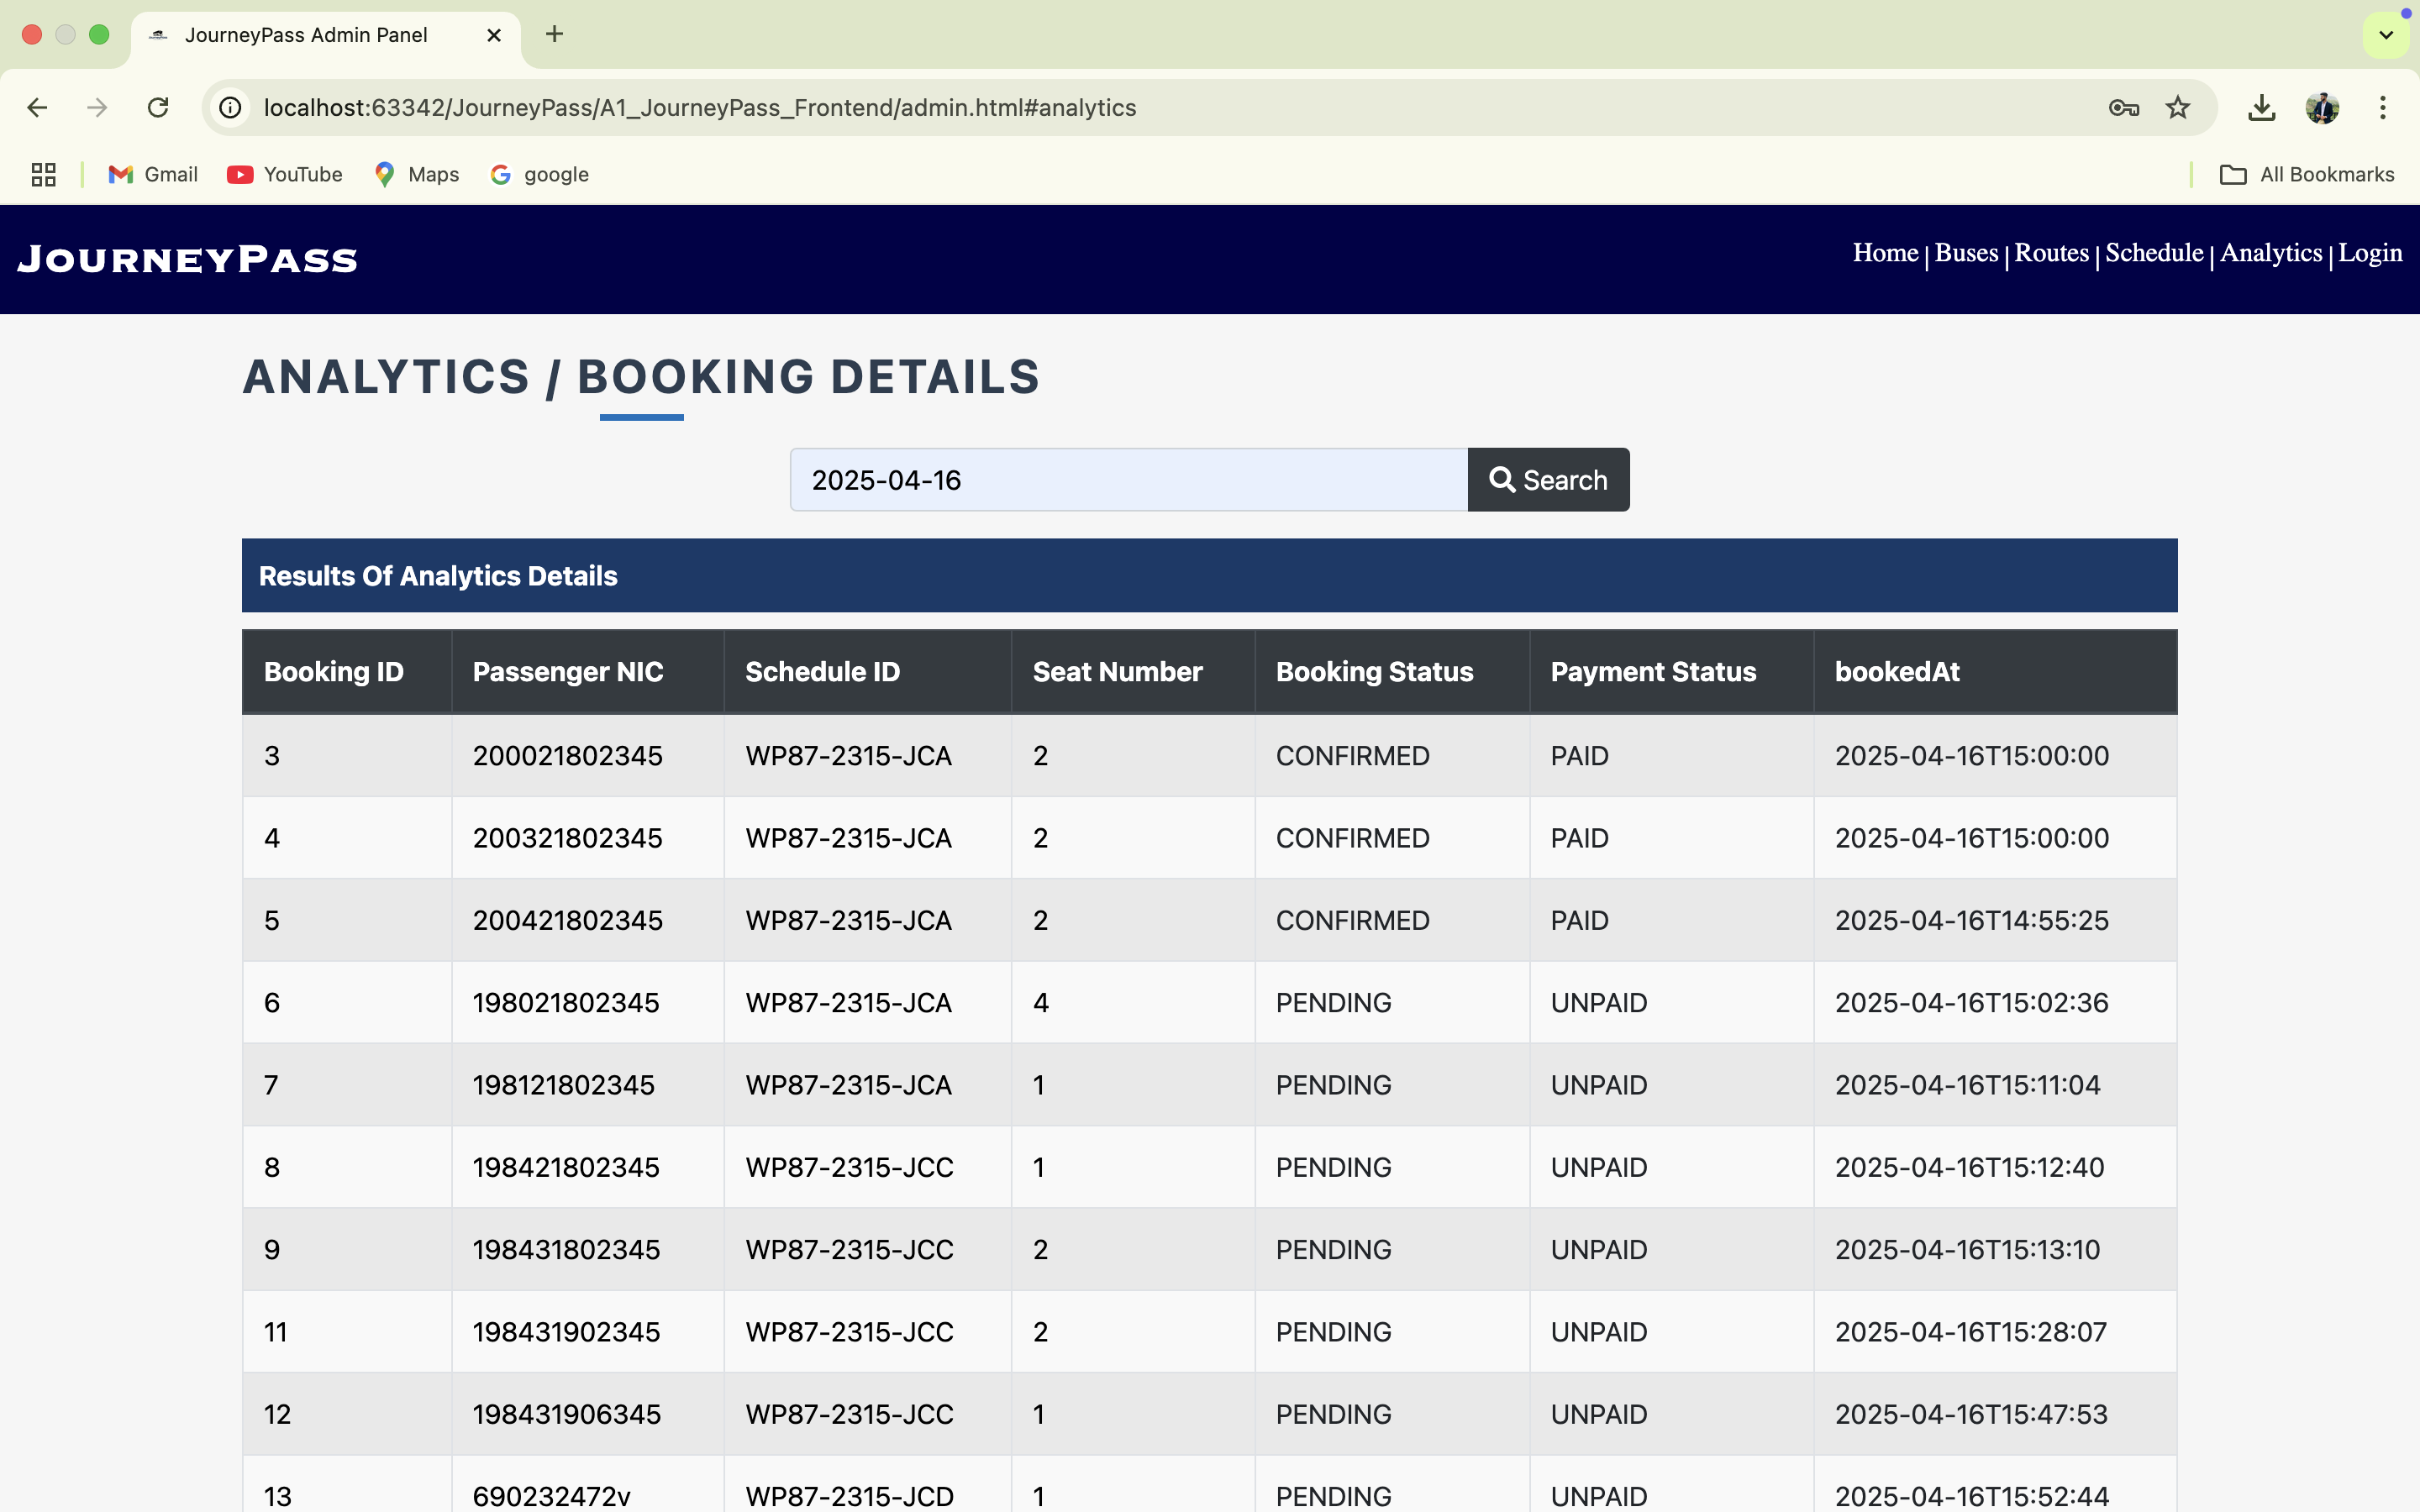 JourneyPass Admin Panel
localhost:63342/JourneyPass/A1_JourneyPass_Frontend/admin.html#analytics
Gmail YouTube Maps google All Bookmarks
JOURNEYPASS Home | Buses | Routes | Schedule | Analytics | Login
ANALYTICS / BOOKING DETAILS
2025-04-16 Search
Results Of Analytics Details
Booking ID Passenger NIC Schedule ID Seat Number Booking Status Payment Status bookedAt
3 200021802345 WP87-2315-JCA 2 CONFIRMED PAID 2025-04-16T15:00:00
4 200321802345 WP87-2315-JCA 2 CONFIRMED PAID 2025-04-16T15:00:00
5 200421802345 WP87-2315-JCA 2 CONFIRMED PAID 2025-04-16T14:55:25
6 198021802345 WP87-2315-JCA 4 PENDING UNPAID 2025-04-16T15:02:36
7 198121802345 WP87-2315-JCA 1 PENDING UNPAID 2025-04-16T15:11:04
8 198421802345 WP87-2315-JCC 1 PENDING UNPAID 2025-04-16T15:12:40
9 198431802345 WP87-2315-JCC 2 PENDING UNPAID 2025-04-16T15:13:10
11 198431902345 WP87-2315-JCC 2 PENDING UNPAID 2025-04-16T15:28:07
12 198431906345 WP87-2315-JCC 1 PENDING UNPAID 2025-04-16T15:47:53
13 690232472v WP87-2315-JCD 1 PENDING UNPAID 2025-04-16T15:52:44